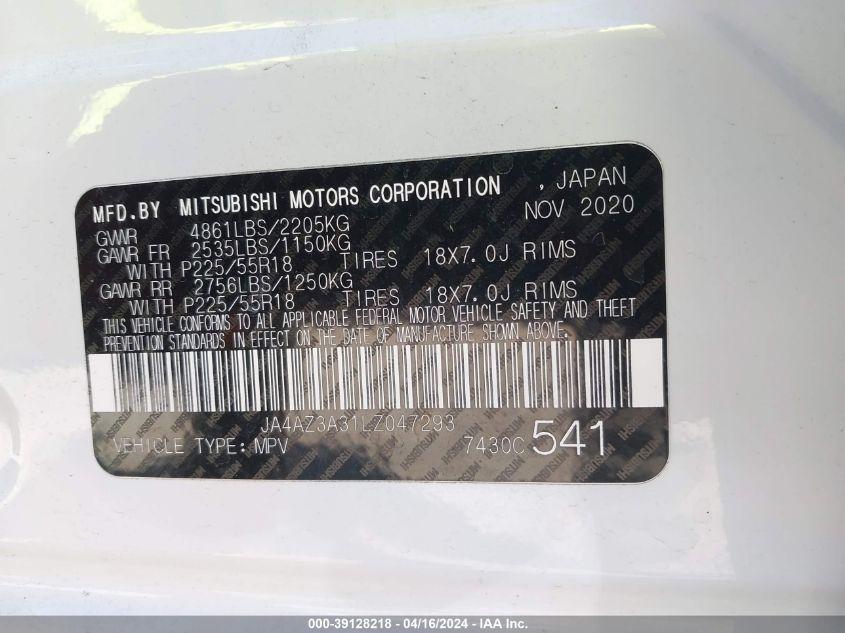 MFD.BY MITSUBISHI MOTORS CORPORATION , JAPAN
GVWR 4861LBS/2205KG NOV 2020
GAWR FR 2535LBS/1150KG
WITH P225/55R18 TIRES 18X7.0J RIMS
GAWR RR 2756LBS/1250KG
WITH P225/55R18 TIRES 18X7.0J RIMS
THIS VEHICLE CONFORMS TO ALL APPLICABLE FEDERAL MOTOR VEHICLE SAFETY AND THEFT
PREVENTION STANDARDS IN EFFECT ON THE DATE OF MANUFACTURE SHOWN ABOVE.
JA4AZ3A31LZ047293
VEHICLE TYPE: MPV 7430C 541
000-39128218 - 04/16/2024 - IAA Inc.